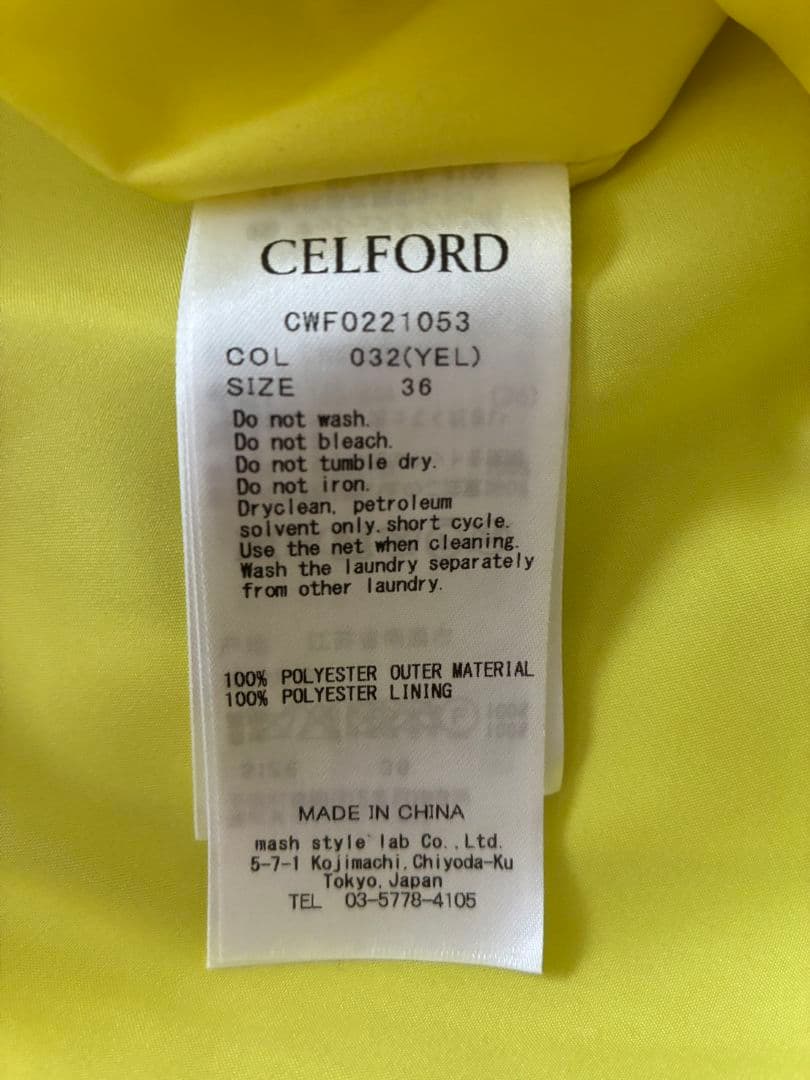 CELFORD
CWF0221053
COL 032(YEL)
SIZE 36
Do not wash.
Do not bleach.
Do not tumble dry.
Do not iron.
Dryclean, petroleum
solvent only.short cycle.
Use the net when cleaning.
Wash the laundry separately
from other laundry.
100% POLYESTER OUTER MATERIAL
100% POLYESTER LINING
MADE IN CHINA
mash style lab Co.,Ltd.
5-7-1 Kojimachi,Chiyoda-Ku
Tokyo,Japan
TEL 03-5778-4105